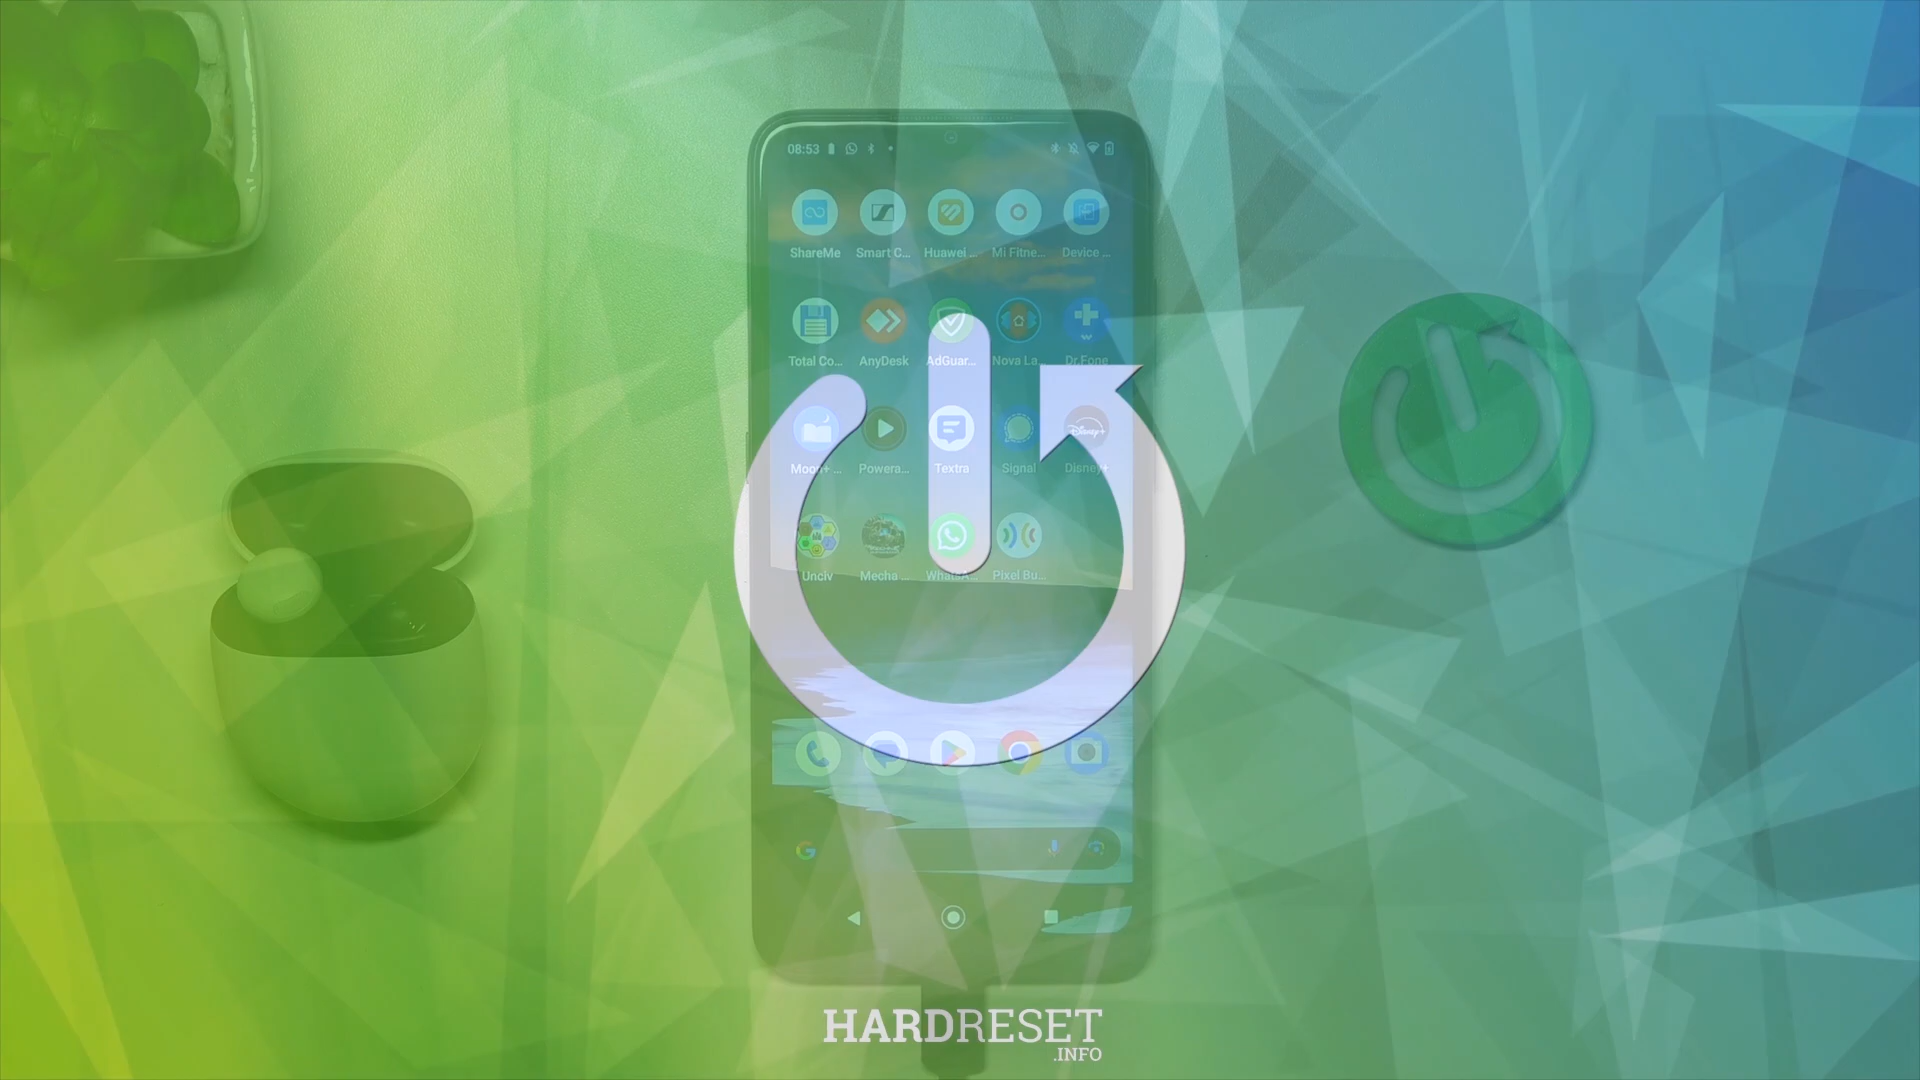 08:53
ShareMe Smart C... Huawei ... Mi Fitne... Device ...
Total Co... AnyDesk AdGuar... Nova La... Dr.Fone
Moon+ ... Powera... Textra Signal Disney+
Unciv Mecha ... WhatsA... Pixel Bu...
HARDRESET
.INFO